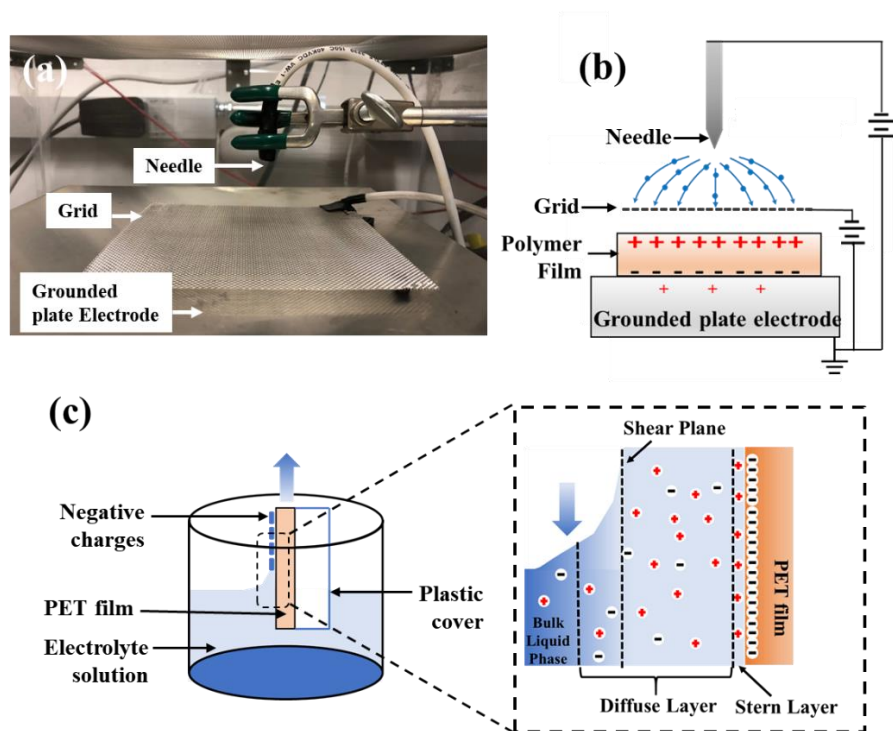 (a)
Needle
Grid
Grounded
plate Electrode
(b)
Needle
Grid
Polymer
Film
+ + + + + + + + +
- - - - - - - -
+ + +
Grounded plate electrode
(c)
Negative
charges
PET film
Electrolyte
solution
Plastic
cover
Shear Plane
Bulk
Liquid
Phase
PET film
Diffuse Layer
Stern Layer